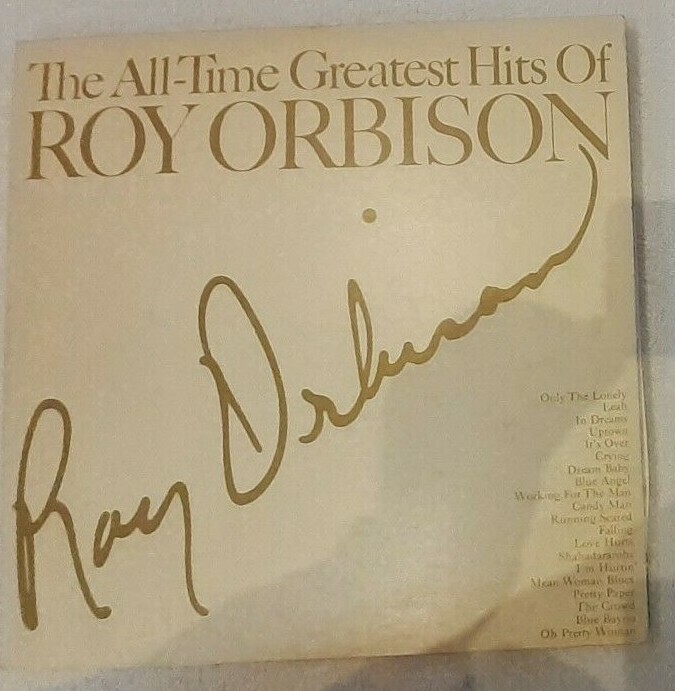 The All-Time Greatest Hits Of
ROY ORBISON
Roy Orbison
Only The Lonely
Leah
In Dreams
Uptown
It's Over
Crying
Dream Baby
Blue Angel
Working For The Man
Candy Man
Running Scared
Falling
Love Hurts
Shahadararoba
I'm Hurtin'
Mean Woman Blues
Pretty Paper
The Crowd
Blue Bayou
Oh Pretty Woman